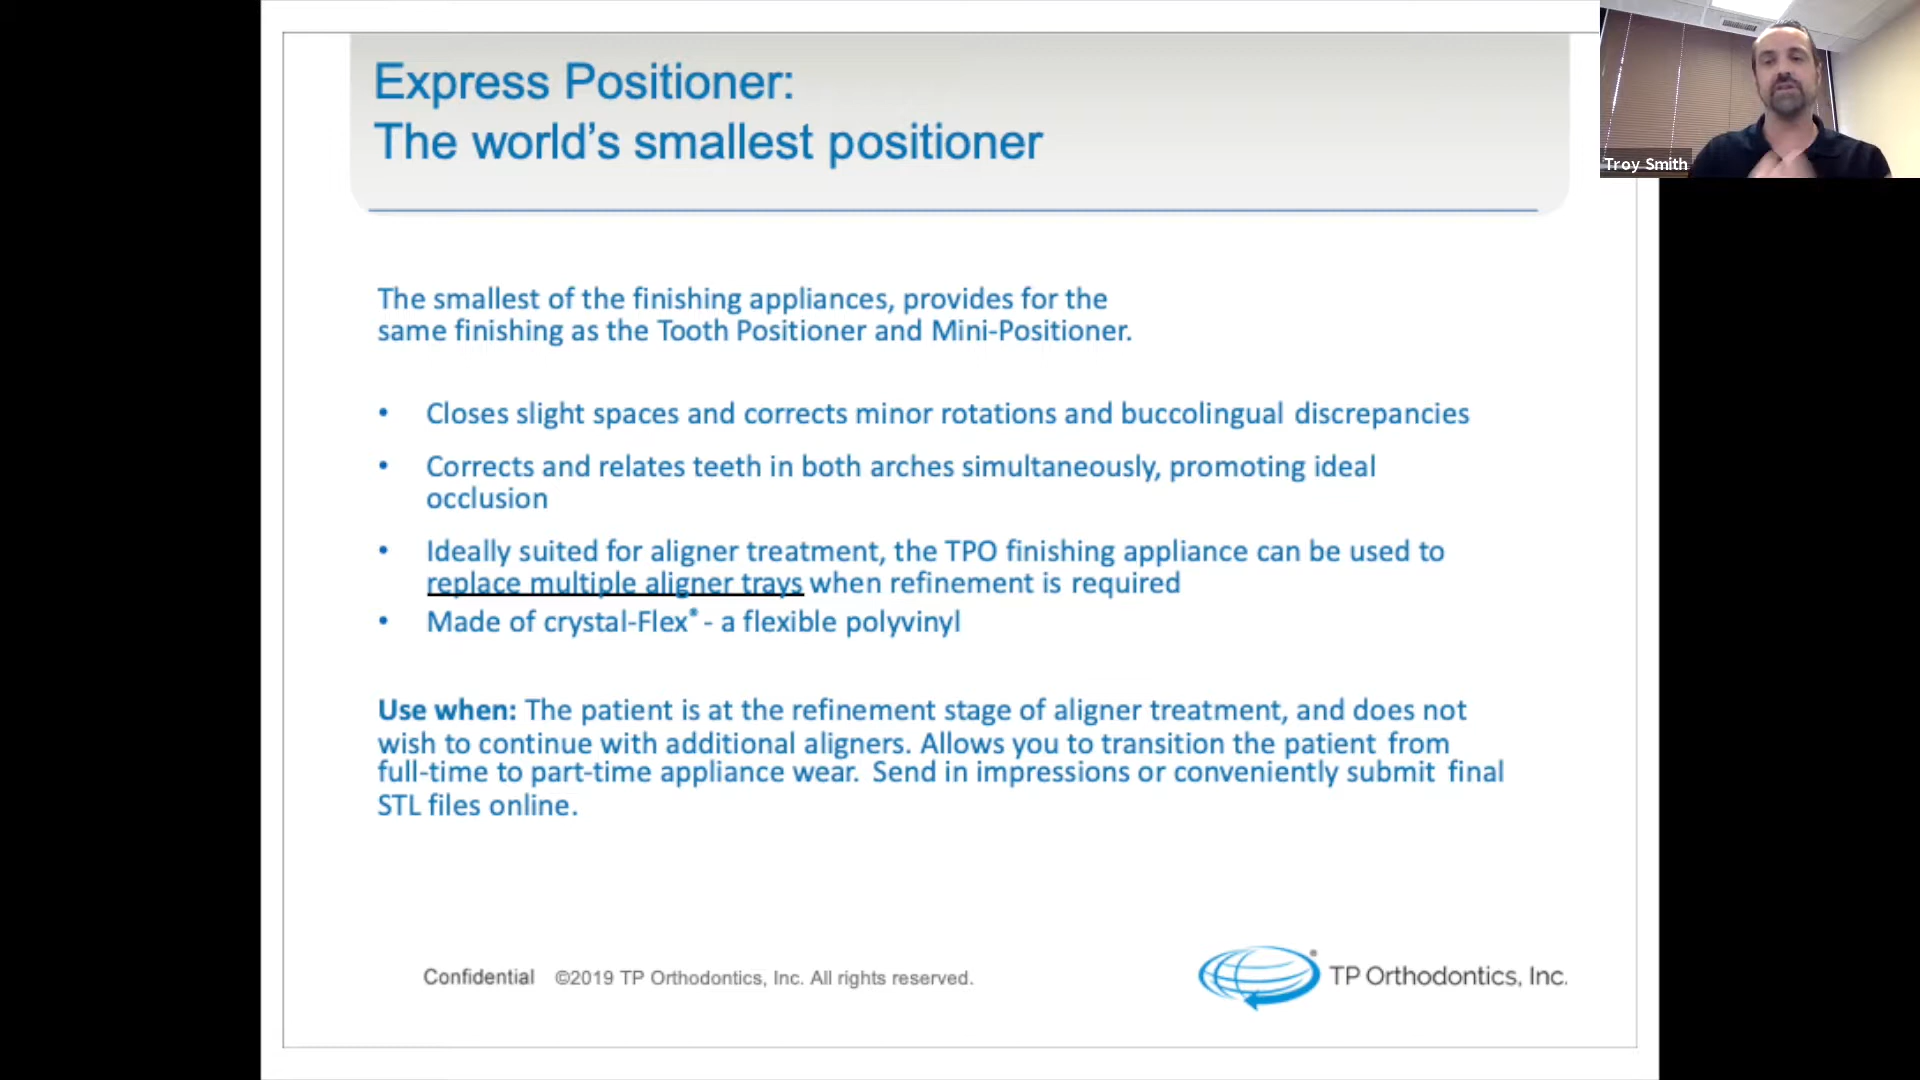 Express Positioner:
The world's smallest positioner
Troy Smith
The smallest of the finishing appliances, provides for the
same finishing as the Tooth Positioner and Mini-Positioner.
• Closes slight spaces and corrects minor rotations and buccolingual discrepancies
• Corrects and relates teeth in both arches simultaneously, promoting ideal
occlusion
• Ideally suited for aligner treatment, the TPO finishing appliance can be used to
replace multiple aligner trays when refinement is required
• Made of crystal-Flex® - a flexible polyvinyl
Use when: The patient is at the refinement stage of aligner treatment, and does not
wish to continue with additional aligners. Allows you to transition the patient from
full-time to part-time appliance wear. Send in impressions or conveniently submit final
STL files online.
Confidential ©2019 TP Orthodontics, Inc. All rights reserved.
® TP Orthodontics, Inc.